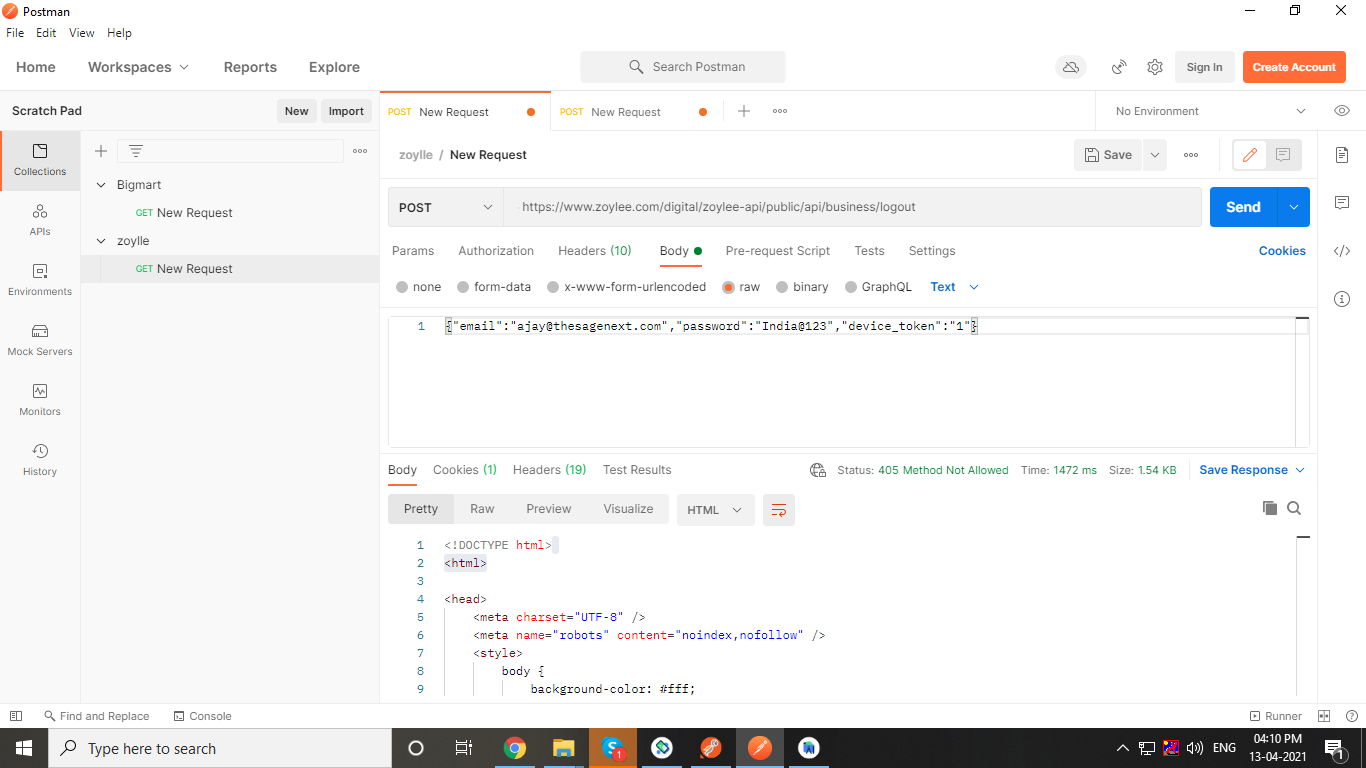 Postman
File Edit View Help
Home Workspaces Reports Explore Search Postman Sign In Create Account
Scratch Pad New Import
POST New Request POST New Request No Environment
zoylle / New Request Save
Collections
APIs
Environments
Mock Servers
Monitors
History
Bigmart
GET New Request
zoylle
GET New Request
POST https://www.zoylee.com/digital/zoylee-api/public/api/business/logout Send
Params Authorization Headers (10) Body Pre-request Script Tests Settings Cookies
none form-data x-www-form-urlencoded raw binary GraphQL Text
1 {"email":"ajay@thesagenext.com","password":"India@123","device_token":"1"}
Body Cookies (1) Headers (19) Test Results Status: 405 Method Not Allowed Time: 1472 ms Size: 1.54 KB Save Response
Pretty Raw Preview Visualize HTML
1 <!DOCTYPE html>
2 <html>
3
4 <head>
5 <meta charset="UTF-8" />
6 <meta name="robots" content="noindex,nofollow" />
7 <style>
8 body {
9 background-color: #fff;
Find and Replace Console Runner
Type here to search 1 ENG 04:10 PM
13-04-2021 1